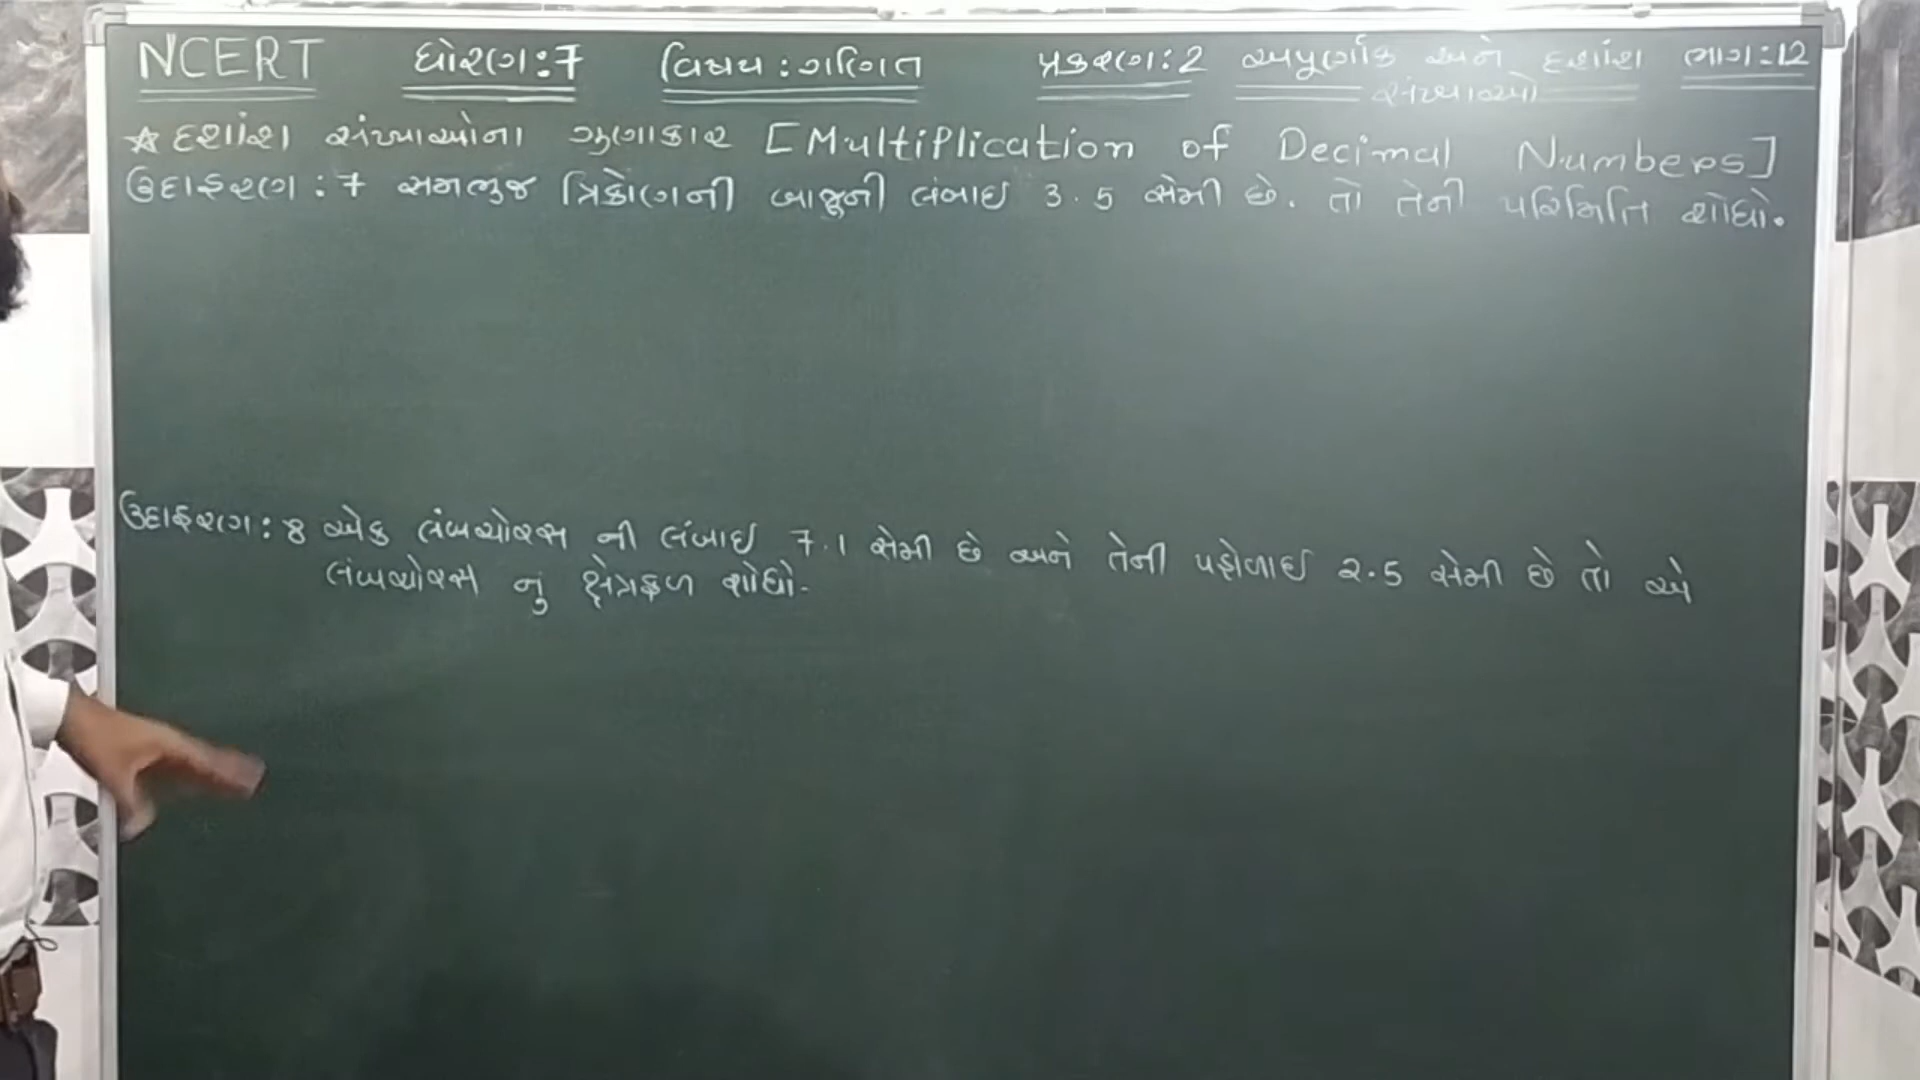 NCERT ધોરણ:7 વિષય:ગણિત પ્રકરણ:2 અપૂર્ણાંક અને દશાંશ ભાગ:12
સંખ્યાઓ
☆ દશાંશ સંખ્યાઓના ગુણાકાર [Multiplication of Decimal Numbers]
ઉદાહરણ:7 સમભુજ ત્રિકોણની બાજુની લંબાઇ 3.5 સેમી છે. તો તેની પરિમિતિ શોધો.
ઉદાહરણ:8 એક લંબચોરસ ની લંબાઇ 7.1 સેમી છે અને તેની પહોળાઇ 2.5 સેમી છે તો એ
લંબચોરસ નું ક્ષેત્રફળ શોધો.